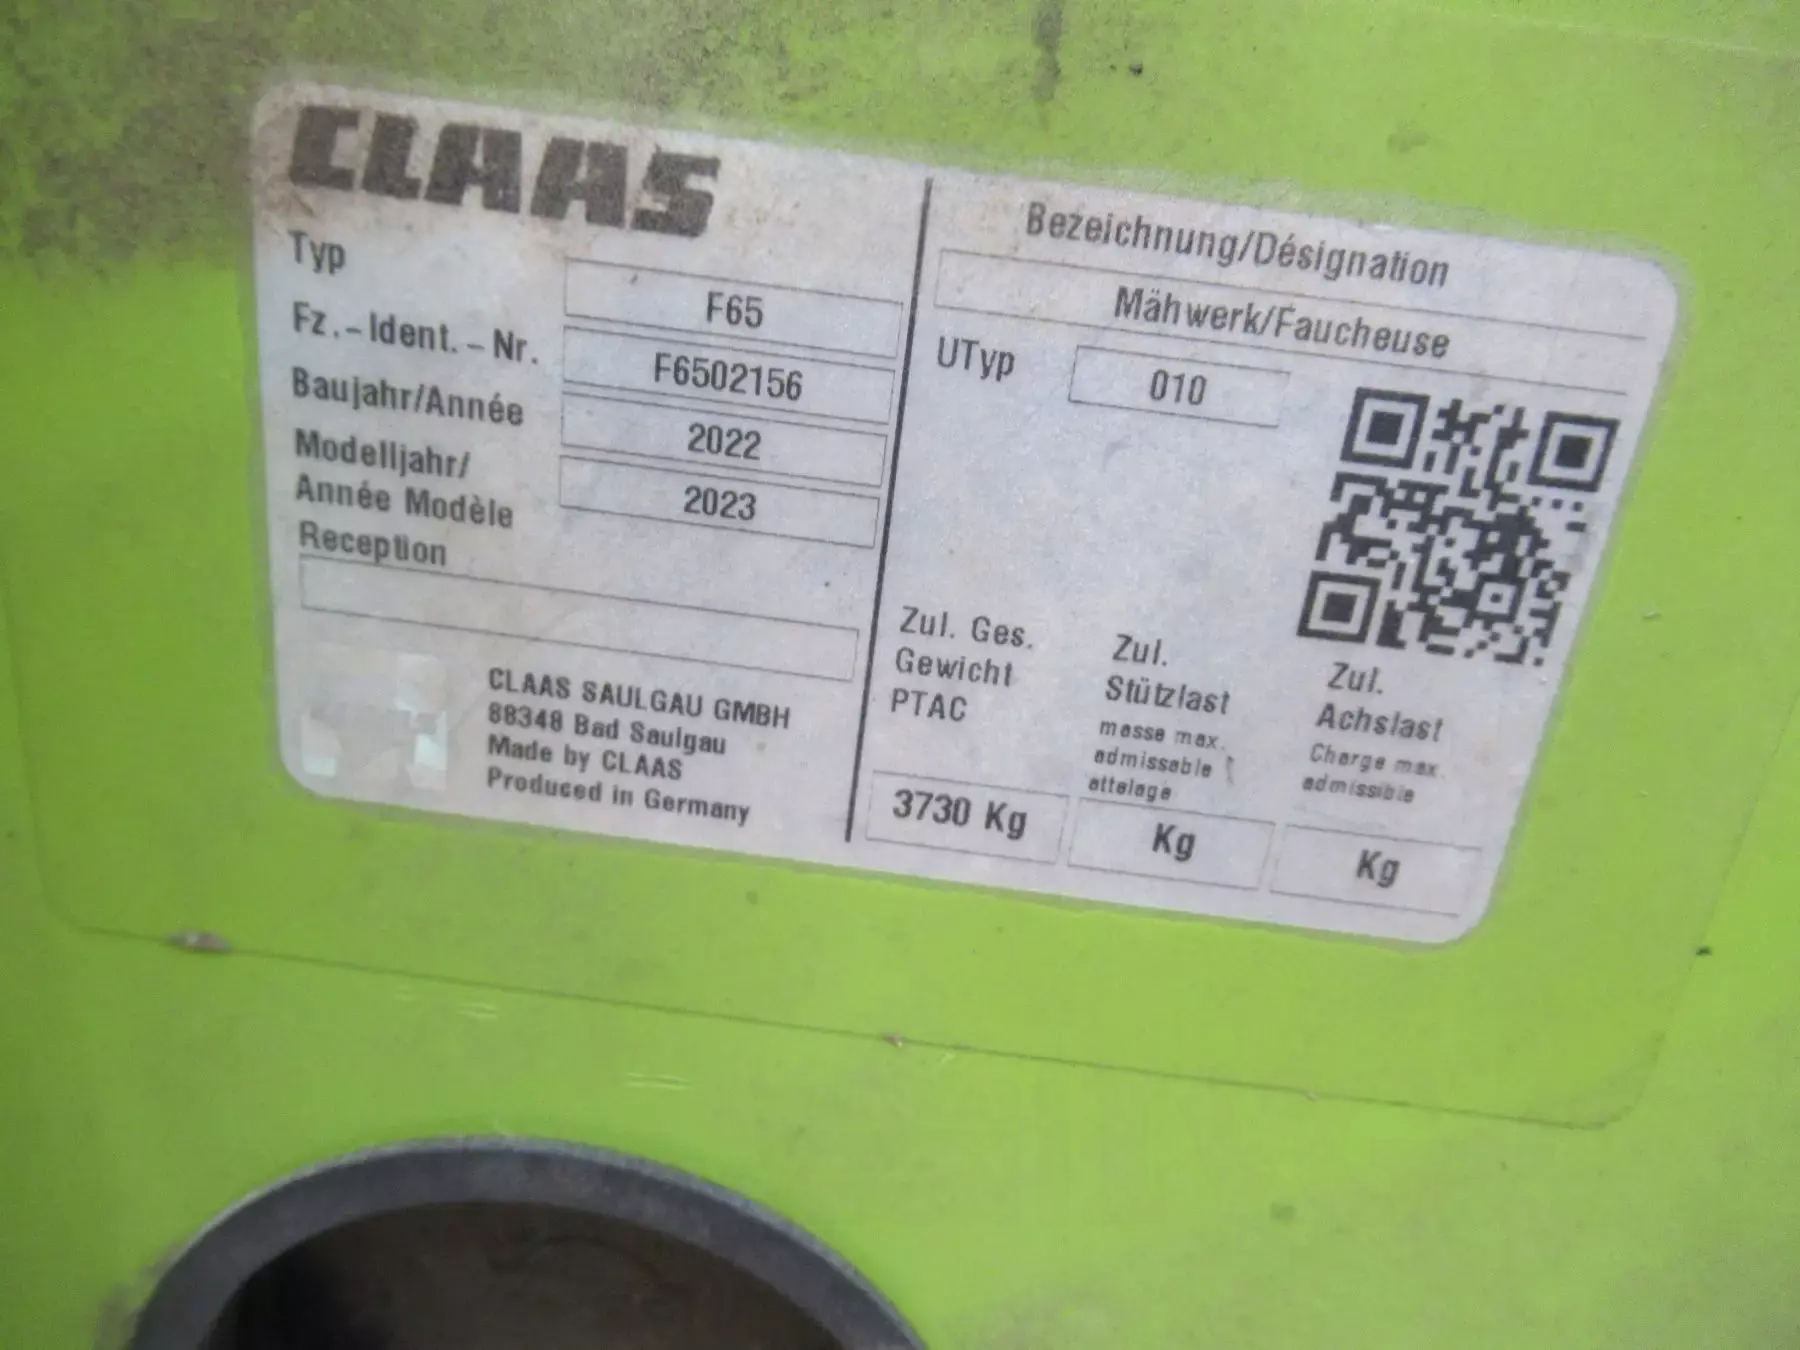 CLAAS
Typ
F65
Fz.-Ident.-Nr.
F6502156
Baujahr/Année
2022
Modelljahr/
Année Modèle
2023
Reception
CLAAS SAULGAU GMBH
88348 Bad Saulgau
Made by CLAAS
Produced in Germany
Bezeichnung/Désignation
Mähwerk/Faucheuse
UTyp
010
Zul. Ges.
Gewicht
PTAC
3730 Kg
Zul.
Stützlast
masse max.
admissable
attelage
Kg
Zul.
Achslast
Charge max.
admissible
Kg